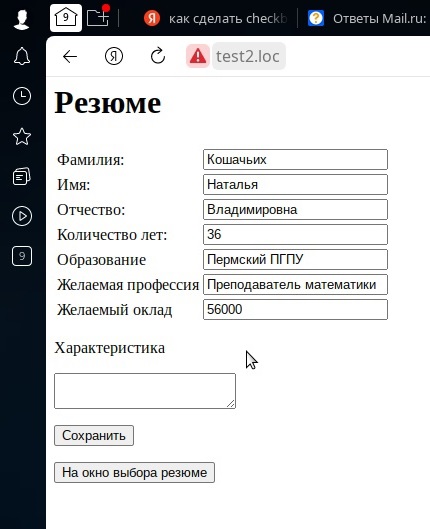 9
как сделать checkb
Ответы Mail.ru:
Я
test2.loc
Резюме
Фамилия: Кошачьих
Имя: Наталья
Отчество: Владимировна
Количество лет: 36
Образование Пермский ПГПУ
Желаемая профессия Преподаватель математики
Желаемый оклад 56000
Характеристика
Сохранить
На окно выбора резюме
9